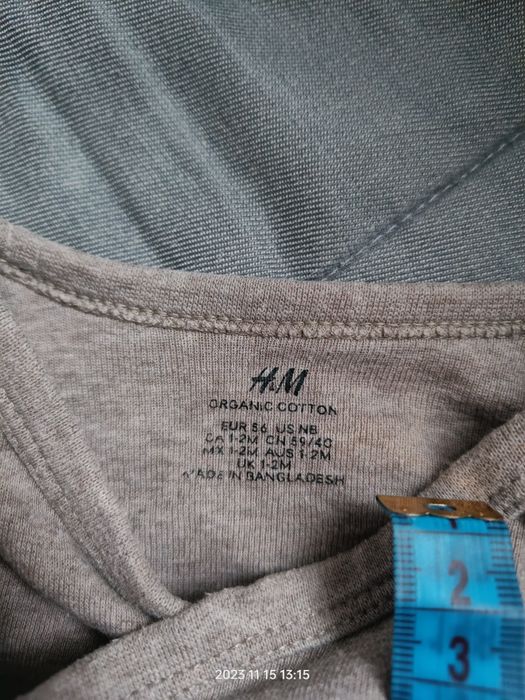 H&M
ORGANIC COTTON
EUR 56 US NB
CA 1-2M CN 59/40
MX 1-2M AUS 1-2M
UK 1-2M
MADE IN BANGLADESH
1
2
3
2023 11 15 13:15